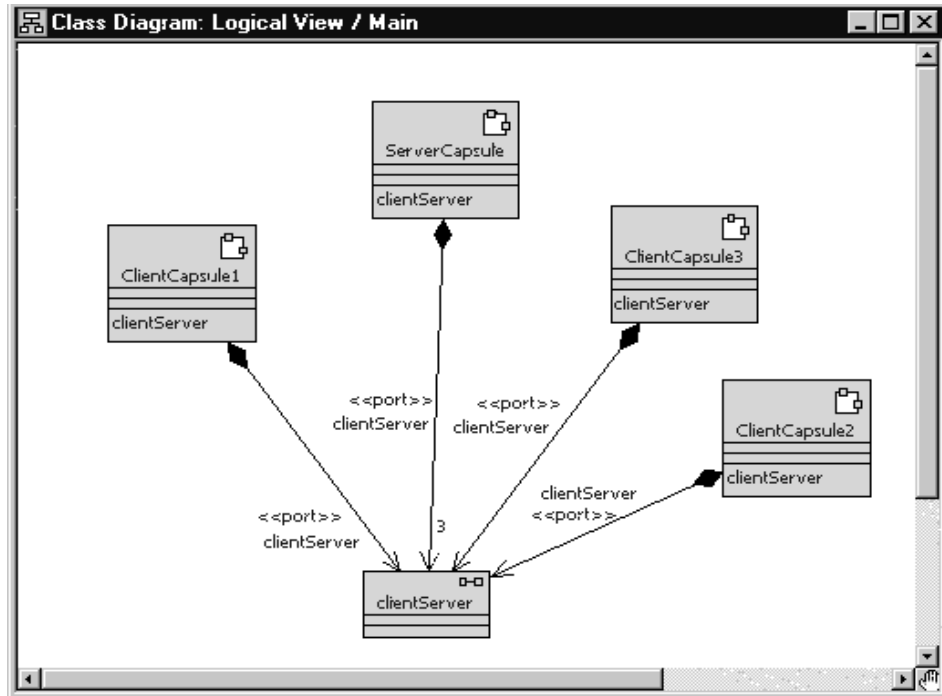 Class Diagram: Logical View / Main
ServerCapsule
clientServer
ClientCapsule1
clientServer
ClientCapsule3
clientServer
ClientCapsule2
clientServer
<<port>>
clientServer
<<port>>
clientServer
clientServer
<<port>>
<<port>>
clientServer
3
clientServer